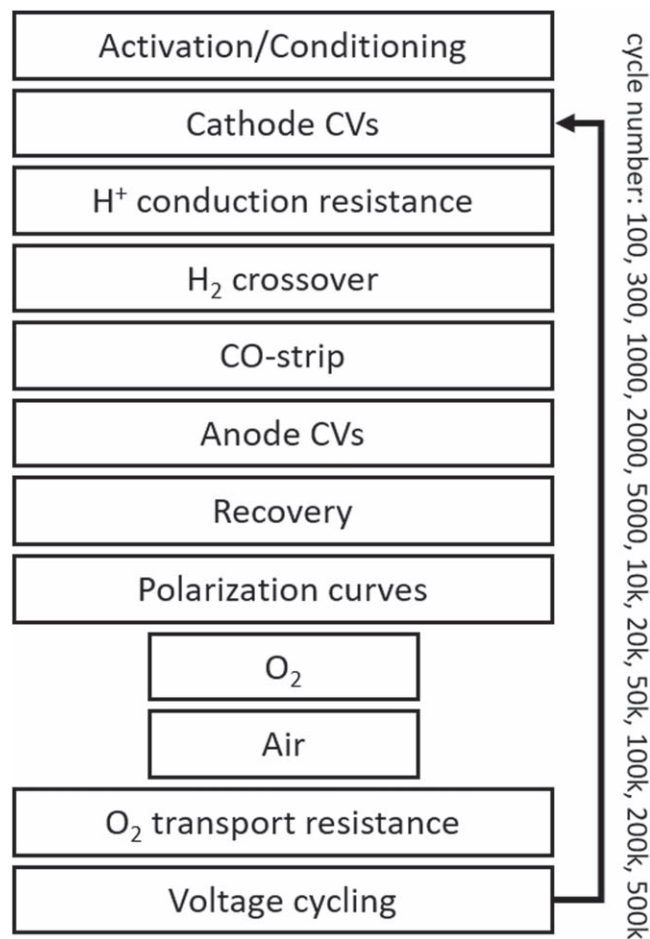 Activation/Conditioning
Cathode CVs
H⁺ conduction resistance
H₂ crossover
CO-strip
Anode CVs
Recovery
Polarization curves
O₂
Air
O₂ transport resistance
Voltage cycling
cycle number: 100, 300, 1000, 2000, 5000, 10k, 20k, 50k, 100k, 200k, 500k